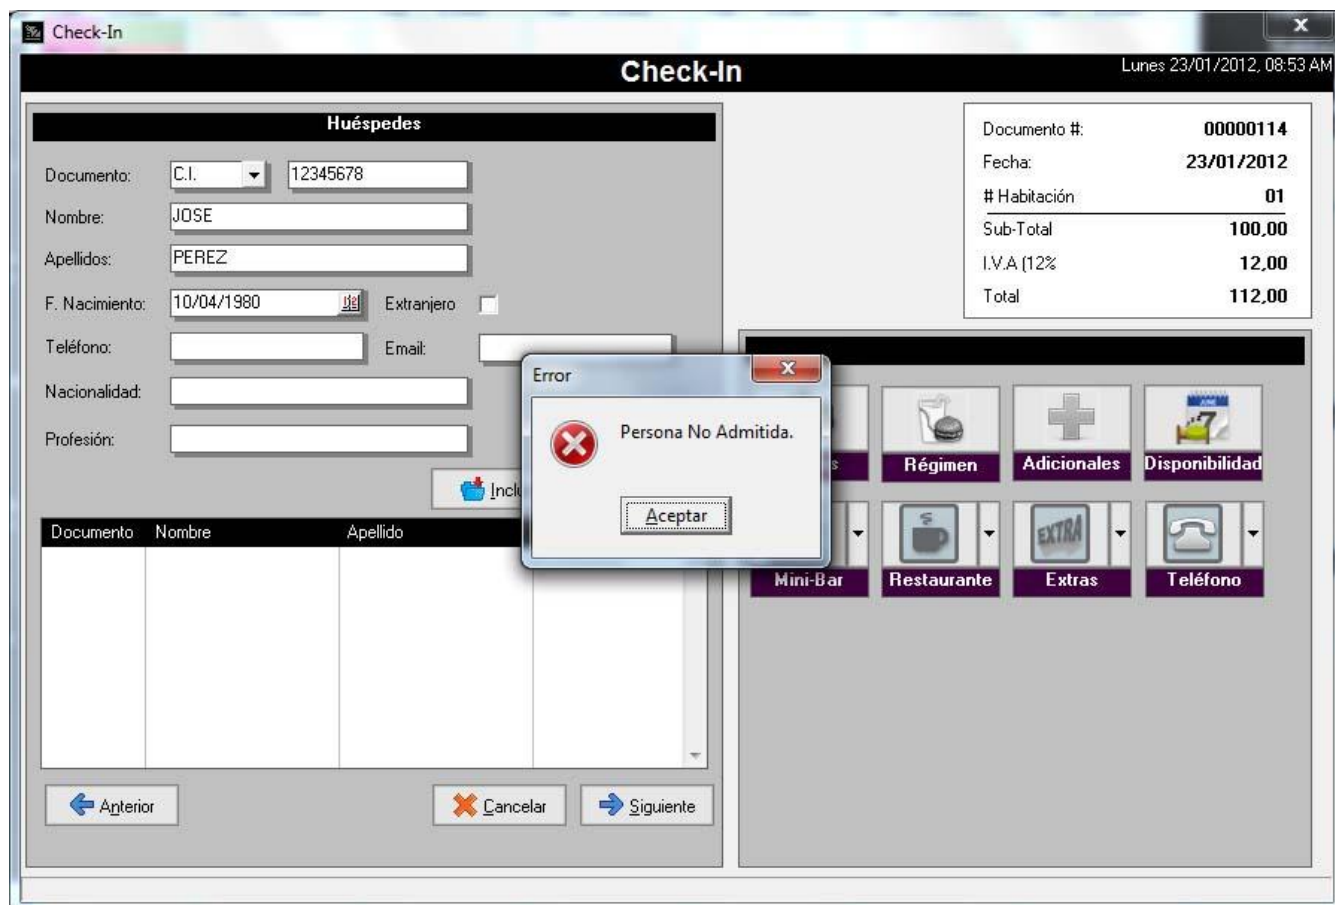 Check-In
Check-In
Lunes 23/01/2012, 08:53 AM
Huéspedes
Documento: C.I. 12345678
Nombre: JOSE
Apellidos: PEREZ
F. Nacimiento: 10/04/1980 Extranjero
Teléfono: Email:
Nacionalidad:
Profesión:
Documento Nombre Apellido
Anterior Cancelar Siguiente
Documento #: 00000114
Fecha: 23/01/2012
# Habitación 01
Sub-Total 100,00
I.V.A (12% 12,00
Total 112,00
Error
Persona No Admitida.
Aceptar
Régimen Adicionales Disponibilidad
EXTRA
Mini-Bar Restaurante Extras Teléfono